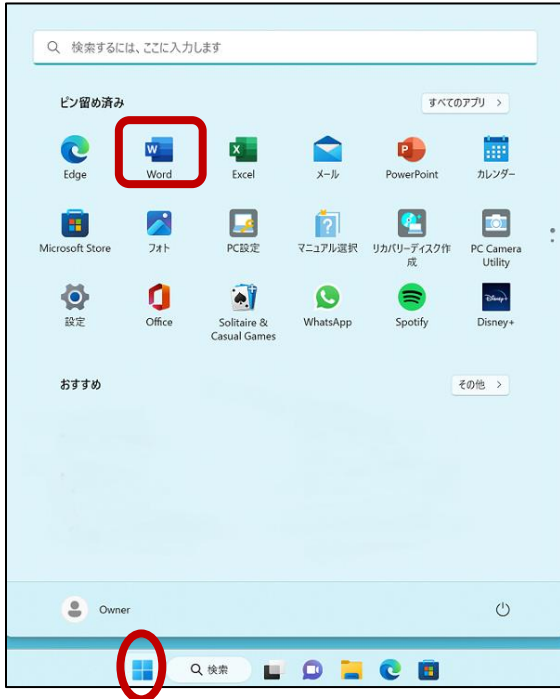 検索するには、ここに入力します
ピン留め済み
すべてのアプリ >
Edge
Word
Excel
メール
PowerPoint
カレンダー
Microsoft Store
フォト
PC設定
マニュアル選択
リカバリーディスク作
成
PC Camera
Utility
設定
Office
Solitaire &
Casual Games
WhatsApp
Spotify
Disney+
おすすめ
その他 >
Owner
検索